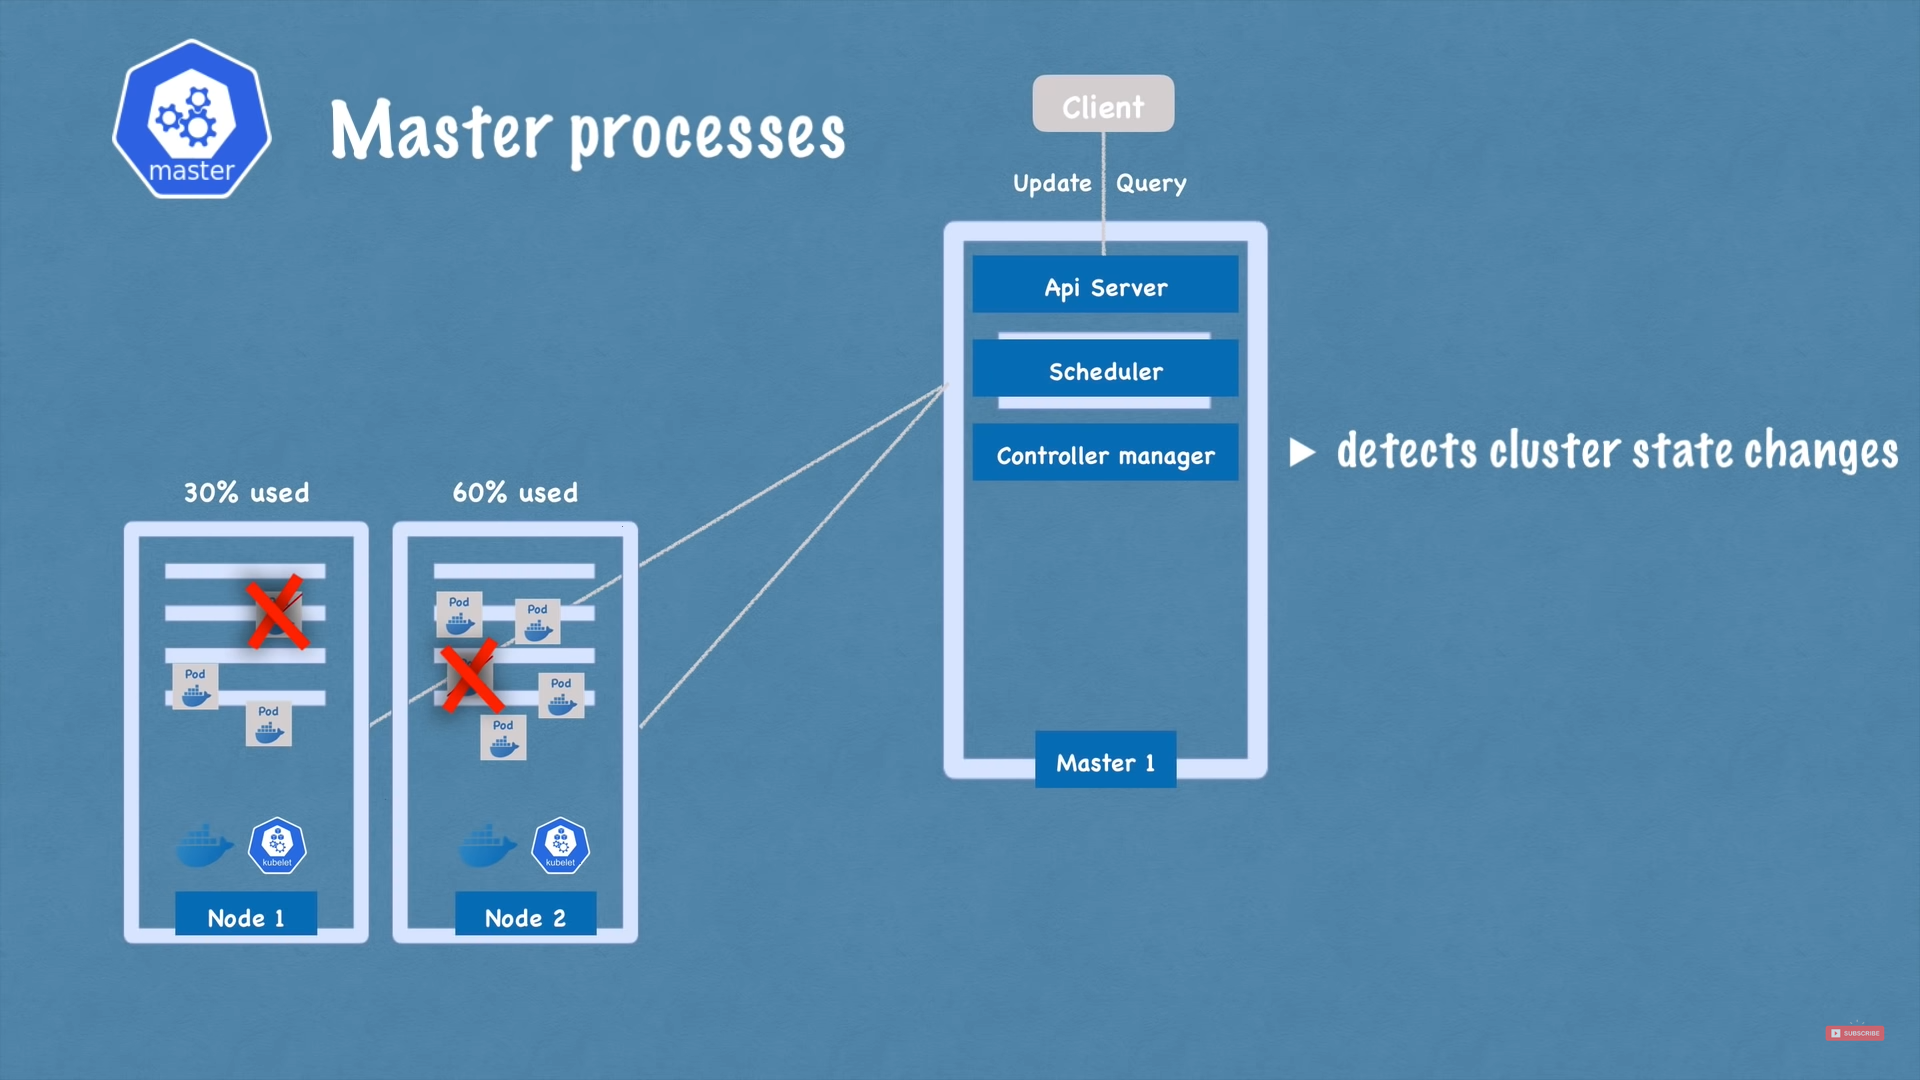 master
Master processes
Client
Update Query
Api Server
Scheduler
Controller manager
detects cluster state changes
Master 1
30% used
60% used
Pod
Pod
Pod
Pod
Pod
Pod
kubelet
kubelet
Node 1
Node 2
SUBSCRIBE